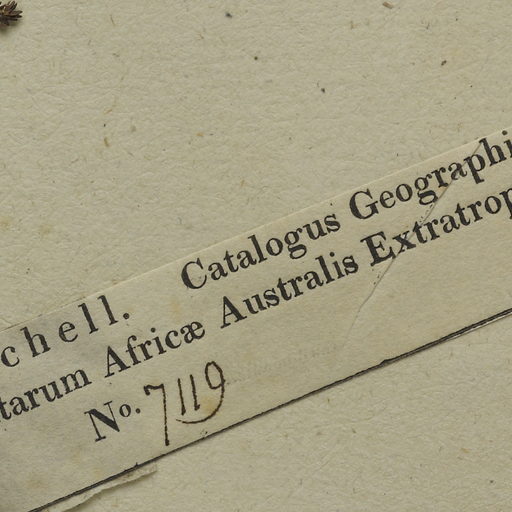 chell. Catalogus Geographi
tarum Africæ Australis Extratrop
No. 7119